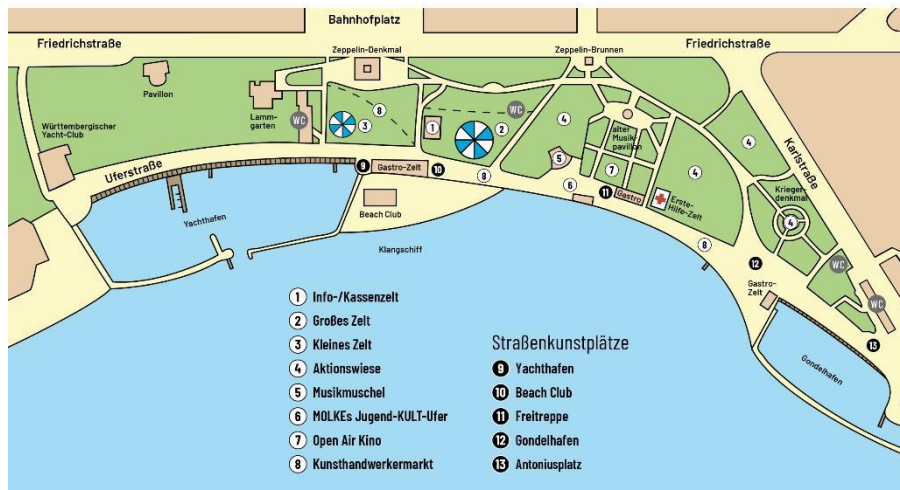 Bahnhofplatz
Friedrichstraße
Friedrichstraße
Zeppelin-Denkmal
Zeppelin-Brunnen
Pavillon
Lamm-
garten
WC
3
8
1
2
WC
4
alter
Musik-
pavillon
4
Karlstraße
Württembergischer
Yacht-Club
Uferstraße
9
Gastro-Zelt
10
8
5
7
4
6
11
Gastro
Erste-
Hilfe-Zelt
Krieger-
denkmal
4
Yachthafen
Beach Club
Klangschiff
8
12
WC
Gastro-
Zelt
WC
13
Gondelhafen
1 Info-/Kassenzelt
2 Großes Zelt
3 Kleines Zelt
4 Aktionswiese
5 Musikmuschel
6 MOLKEs Jugend-KULT-Ufer
7 Open Air Kino
8 Kunsthandwerkermarkt
Straßenkunstplätze
9 Yachthafen
10 Beach Club
11 Freitreppe
12 Gondelhafen
13 Antoniusplatz